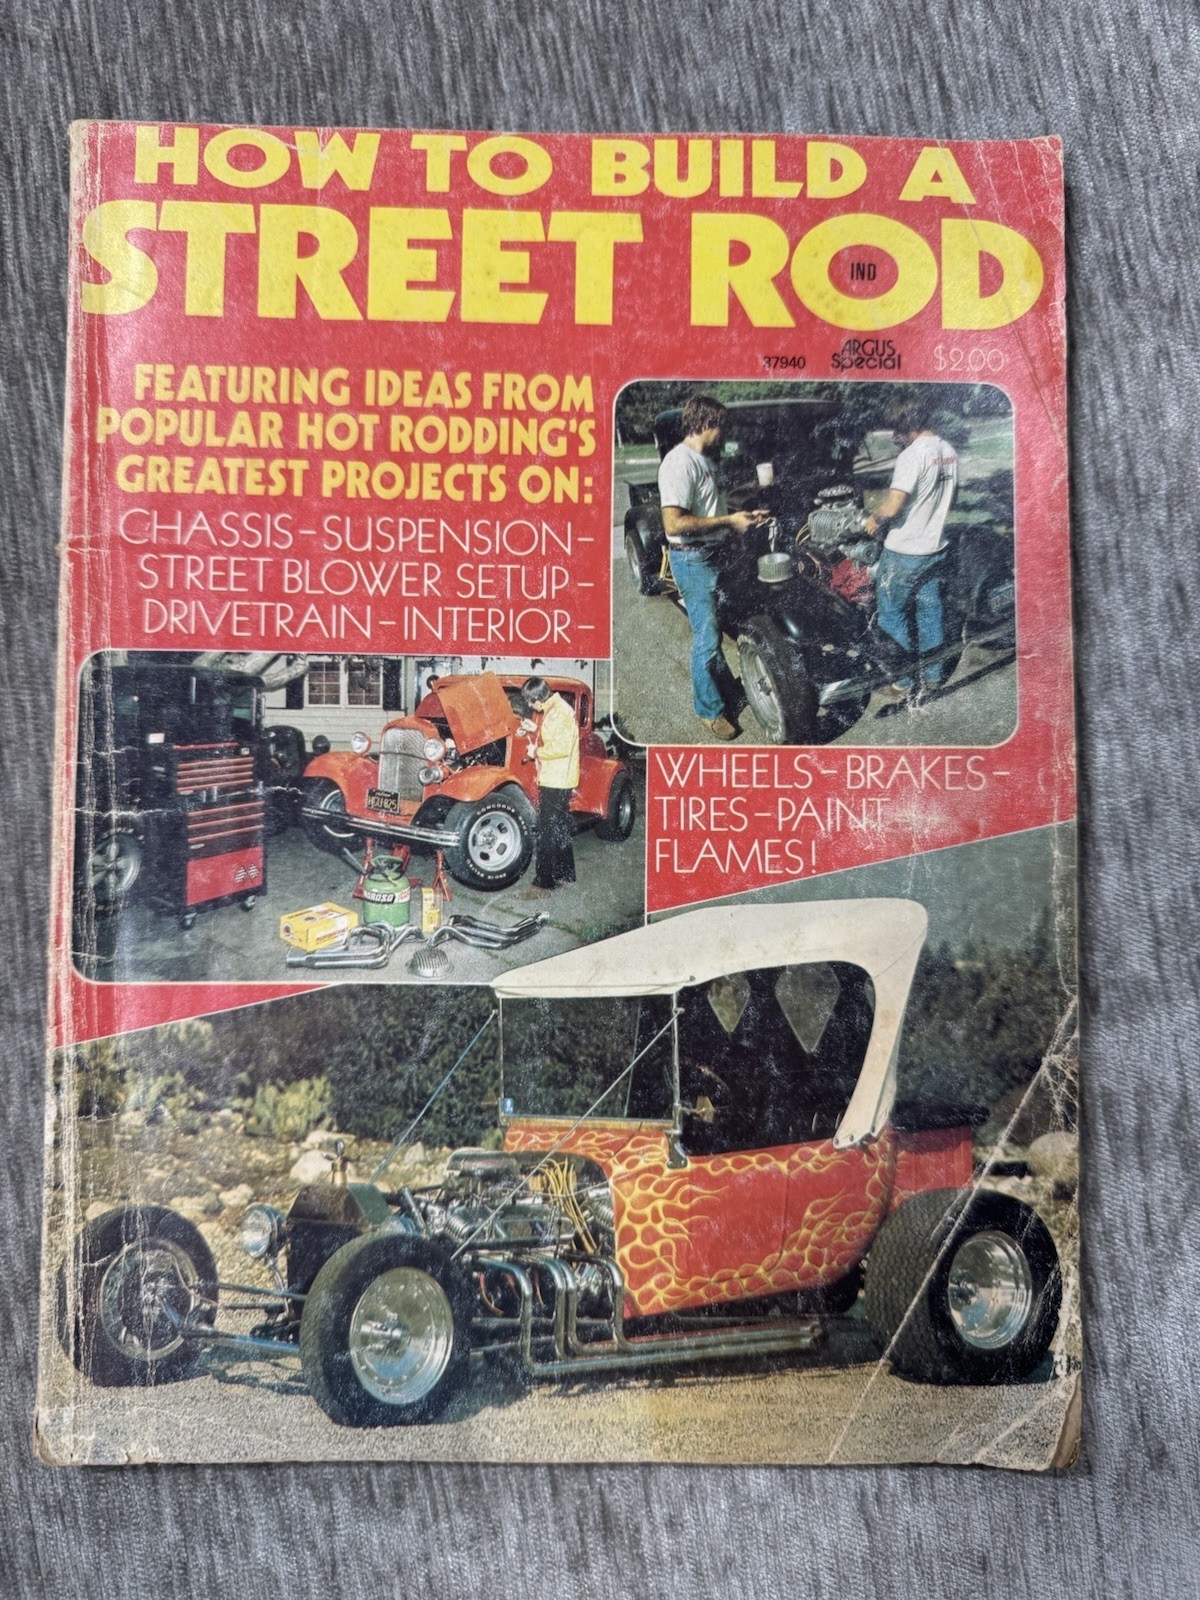 HOW TO BUILD A
STREET ROD
IND
37940
ARGUS
Special
$2.00
FEATURING IDEAS FROM
POPULAR HOT RODDING'S
GREATEST PROJECTS ON:
CHASSIS-SUSPENSION-
STREET BLOWER SETUP-
DRIVETRAIN-INTERIOR-
WHEELS-BRAKES-
TIRES-PAINT
FLAMES!
MOROSO